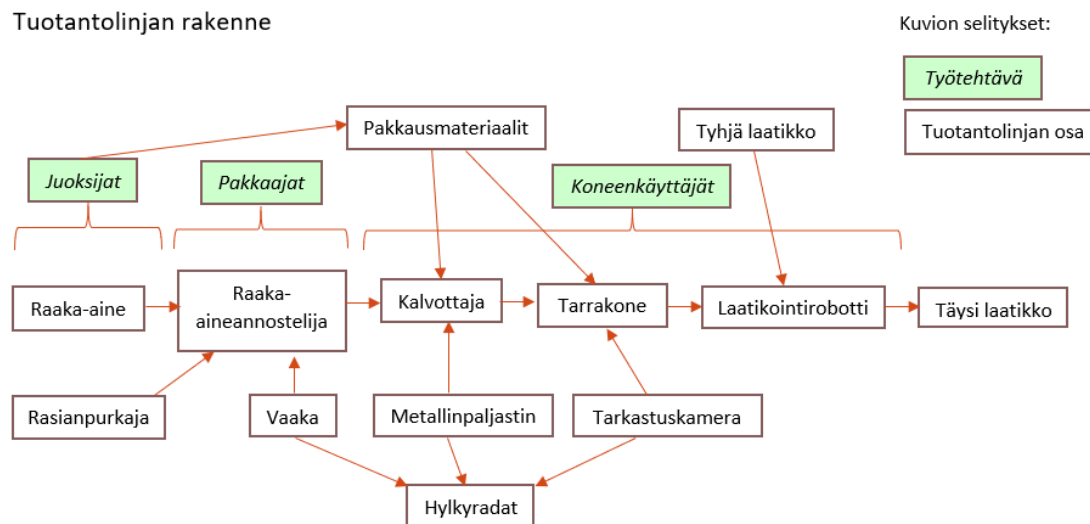 Tuotantolinjan rakenne
Kuvion selitykset:
Työtehtävä
Tuotantolinjan osa
Pakkausmateriaalit
Tyhjä laatikko
Juoksijat
Pakkaajat
Koneenkäyttäjät
Raaka-aine
Raaka-
aineannostelija
Kalvottaja
Tarrakone
Laatikointirobotti
Täysi laatikko
Rasianpurkaja
Vaaka
Metallinpaljastin
Tarkastuskamera
Hylkyradat